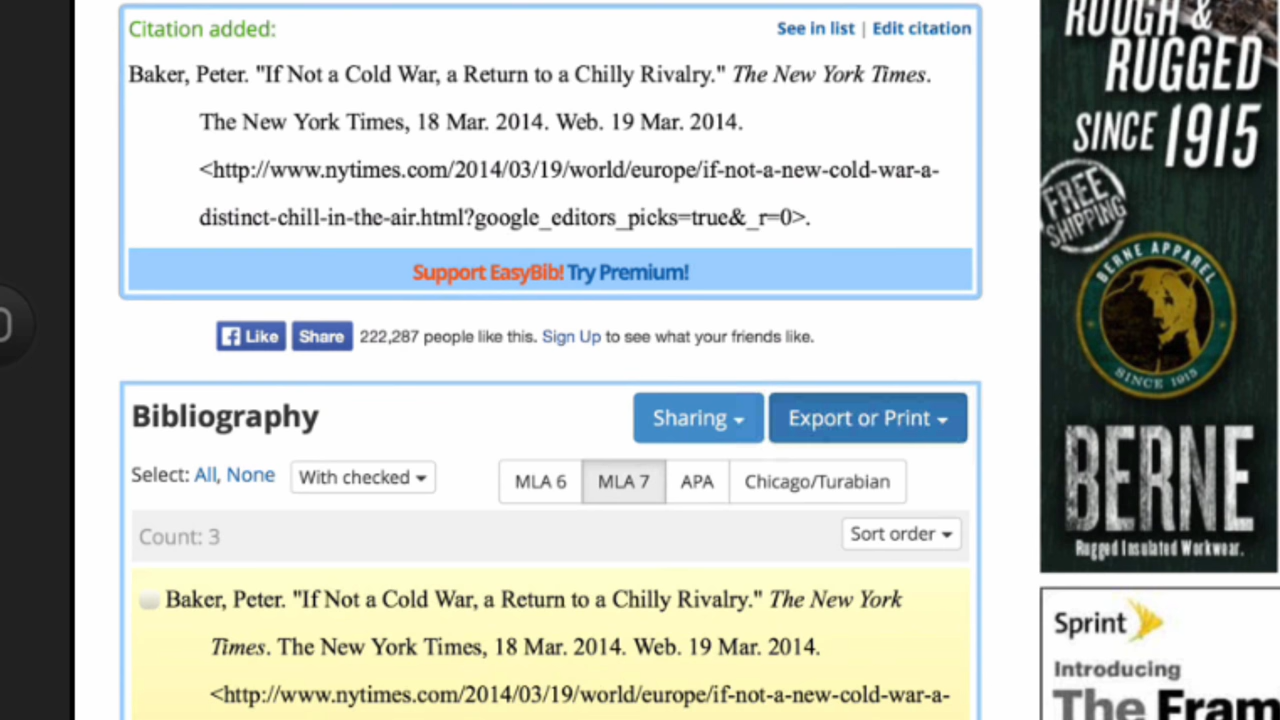 Citation added:
See in list | Edit citation
Baker, Peter. "If Not a Cold War, a Return to a Chilly Rivalry." The New York Times.
The New York Times, 18 Mar. 2014. Web. 19 Mar. 2014.
<http://www.nytimes.com/2014/03/19/world/europe/if-not-a-new-cold-war-a-
distinct-chill-in-the-air.html?google_editors_picks=true&_r=0>.
Support EasyBib! Try Premium!
Like Share 222,287 people like this. Sign Up to see what your friends like.
Bibliography
Sharing Export or Print
Select: All, None With checked MLA 6 MLA 7 APA Chicago/Turabian
Count: 3 Sort order
Baker, Peter. "If Not a Cold War, a Return to a Chilly Rivalry." The New York
Times. The New York Times, 18 Mar. 2014. Web. 19 Mar. 2014.
<http://www.nytimes.com/2014/03/19/world/europe/if-not-a-new-cold-war-a-
ROUGH &
RUGGED
SINCE 1915
FREE
SHIPPING
BERNE APPAREL
SINCE 1915
BERNE
Rugged Insulated Workwear.
Sprint
Introducing
The Fram